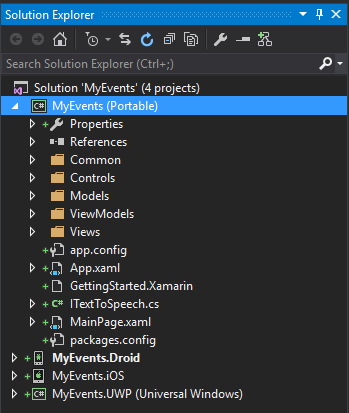 Solution Explorer
Search Solution Explorer (Ctrl+;)
Solution 'MyEvents' (4 projects)
C# MyEvents (Portable)
Properties
References
Common
Controls
Models
ViewModels
Views
app.config
App.xaml
GettingStarted.Xamarin
C# ITextToSpeech.cs
MainPage.xaml
packages.config
MyEvents.Droid
MyEvents.iOS
C# MyEvents.UWP (Universal Windows)